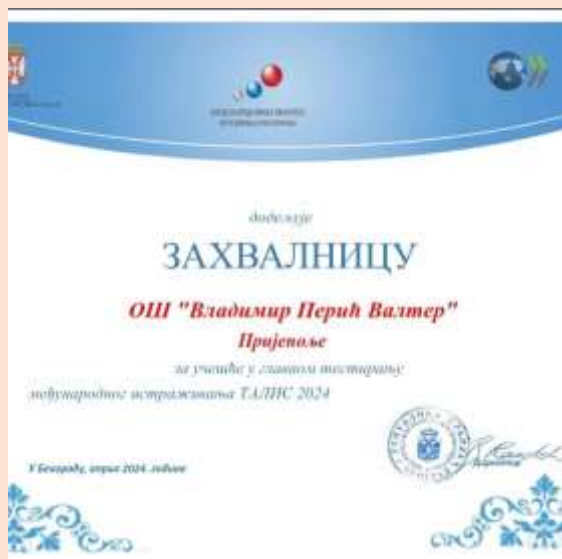 додељује
ЗАХВАЛНИЦУ
ОШ "Владимир Перић Валтер"
Пријепоље
за учешће у главном тестирању
међународног истраживања ТАЛИС 2024
У Београду, април 2024. године